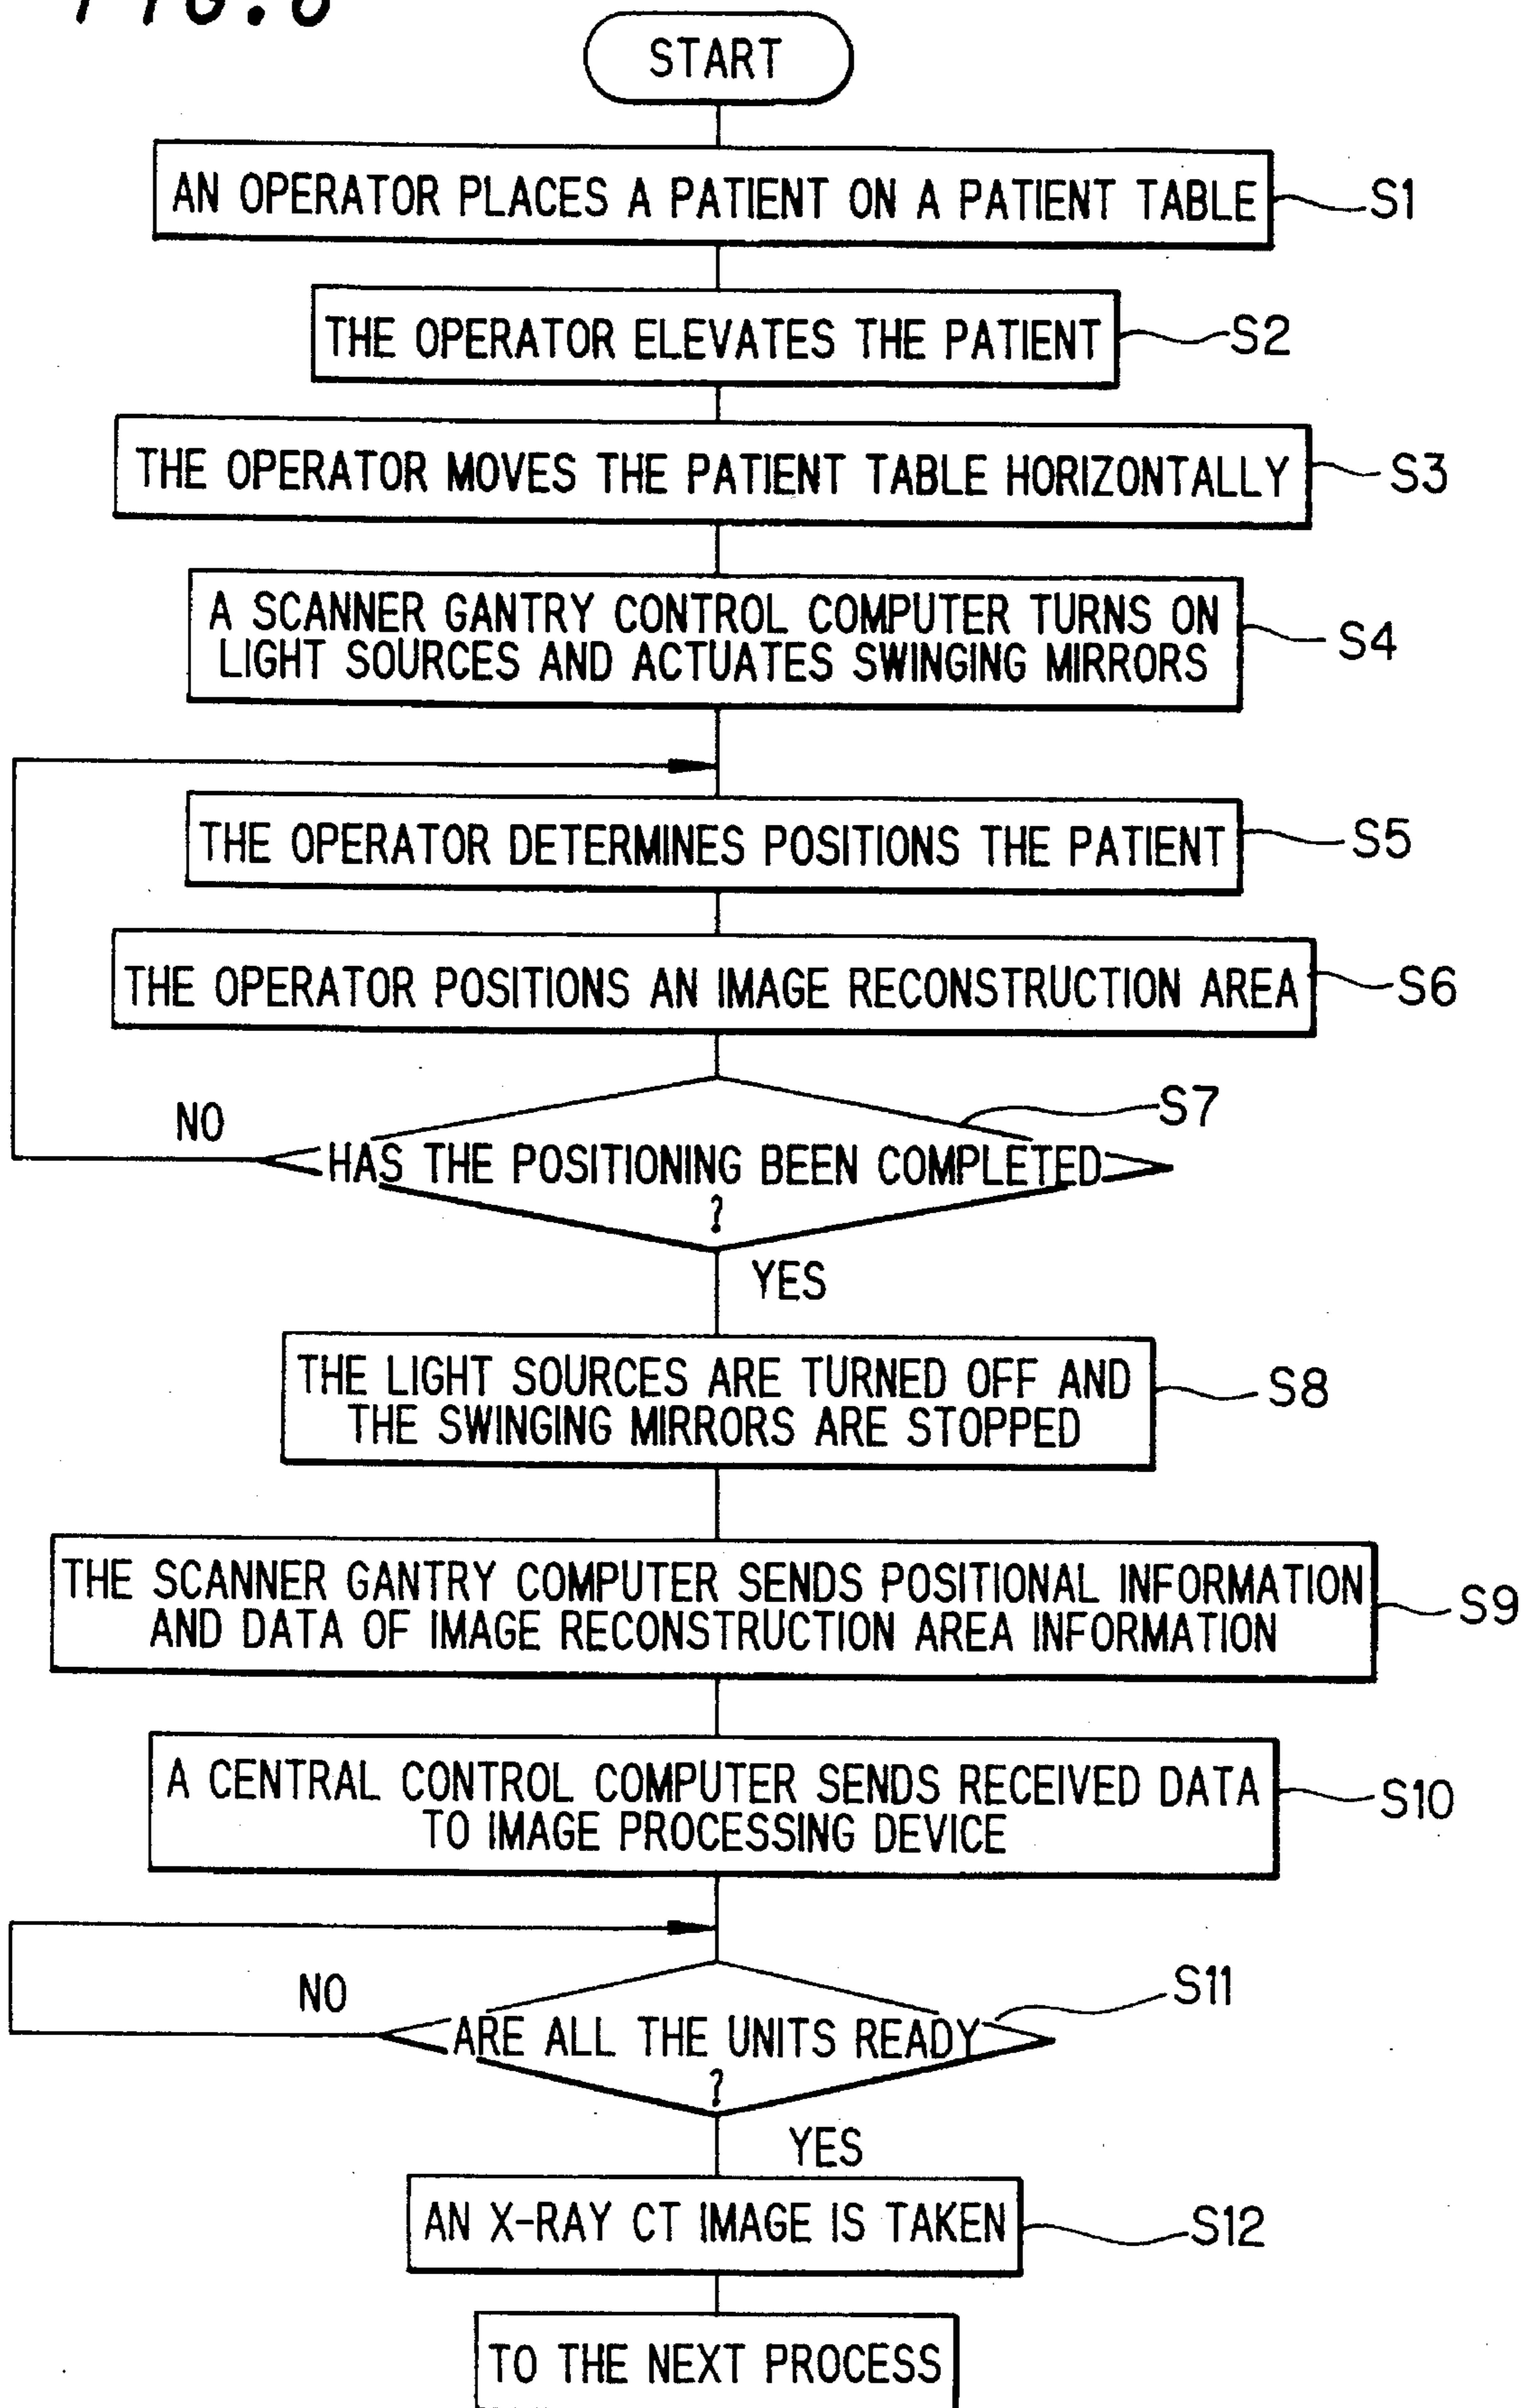 START
AN OPERATOR PLACES A PATIENT ON A PATIENT TABLE
S1
THE OPERATOR ELEVATES THE PATIENT
S2
THE OPERATOR MOVES THE PATIENT TABLE HORIZONTALLY
S3
A SCANNER GANTRY CONTROL COMPUTER TURNS ON
LIGHT SOURCES AND ACTUATES SWINGING MIRRORS
S4
THE OPERATOR DETERMINES POSITIONS THE PATIENT
S5
THE OPERATOR POSITIONS AN IMAGE RECONSTRUCTION AREA
S6
S7
NO
HAS THE POSITIONING BEEN COMPLETED
?
YES
THE LIGHT SOURCES ARE TURNED OFF AND
THE SWINGING MIRRORS ARE STOPPED
S8
THE SCANNER GANTRY COMPUTER SENDS POSITIONAL INFORMATION
AND DATA OF IMAGE RECONSTRUCTION AREA INFORMATION
S9
A CENTRAL CONTROL COMPUTER SENDS RECEIVED DATA
TO IMAGE PROCESSING DEVICE
S10
NO
S11
ARE ALL THE UNITS READY
?
YES
AN X-RAY CT IMAGE IS TAKEN
S12
TO THE NEXT PROCESS